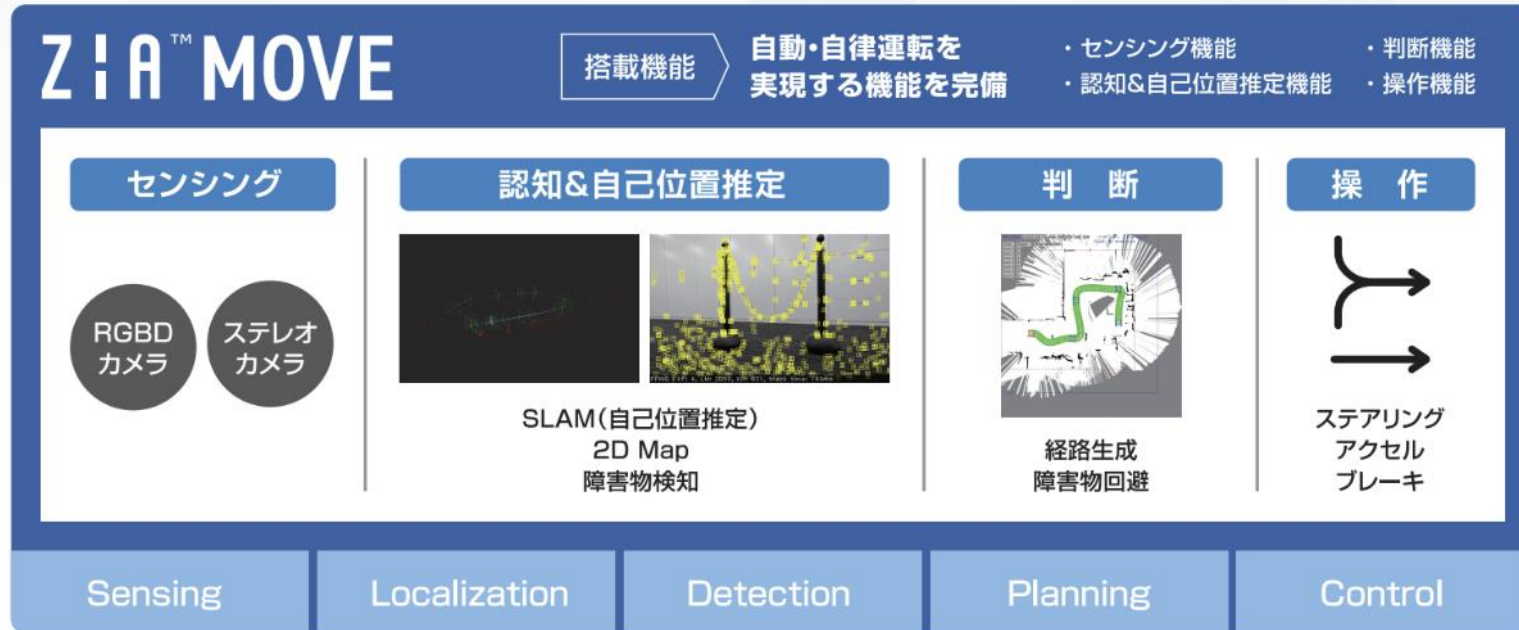 ZIA™ MOVE
搭載機能
自動・自律運転を
実現する機能を完備
・センシング機能
・判断機能
・認知&自己位置推定機能
・操作機能
センシング
認知&自己位置推定
判 断
操 作
RGBD
カメラ
ステレオ
カメラ
SLAM(自己位置推定)
2D Map
障害物検知
経路生成
障害物回避
ステアリング
アクセル
ブレーキ
Sensing
Localization
Detection
Planning
Control